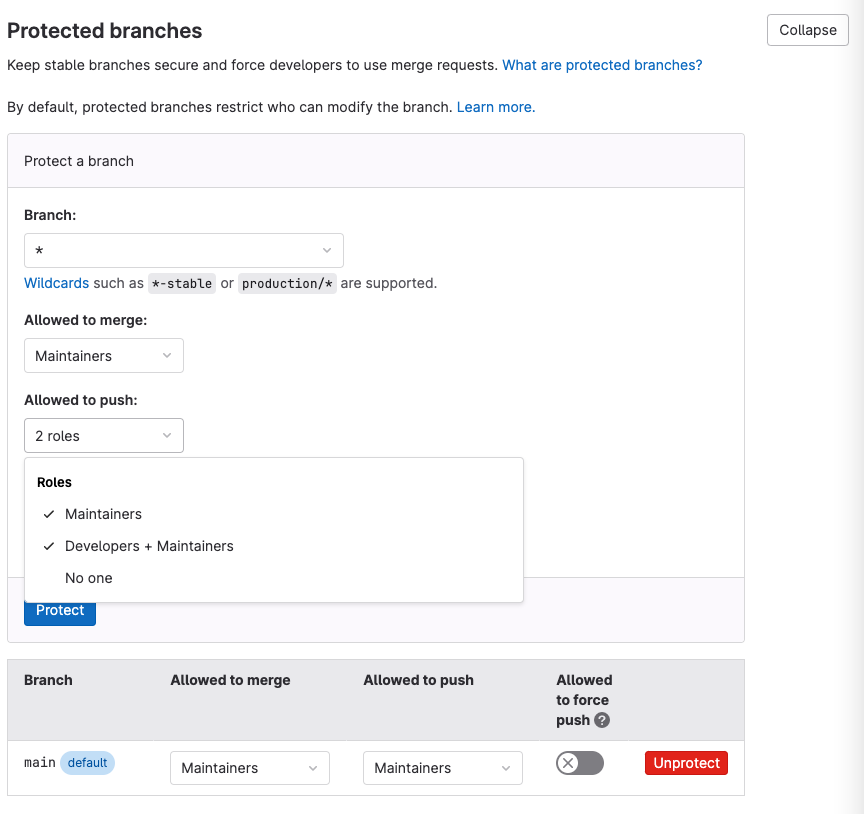 Protected branches
Collapse
Keep stable branches secure and force developers to use merge requests. What are protected branches?
By default, protected branches restrict who can modify the branch. Learn more.
Protect a branch
Branch:
*
Wildcards such as *-stable or production/* are supported.
Allowed to merge:
Maintainers
Allowed to push:
2 roles
Roles
Maintainers
Developers + Maintainers
No one
Protect
Branch Allowed to merge Allowed to push Allowed
to force
push ?
main default Maintainers Maintainers Unprotect